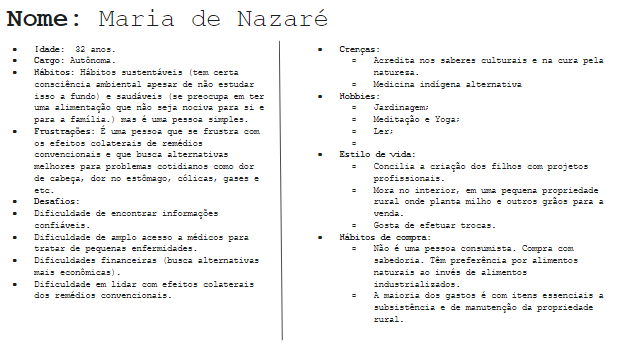 Nome: Maria de Nazaré
• Idade: 32 anos.
• Cargo: Autônoma.
• Hábitos: Hábitos sustentáveis (tem certa
consciência ambiental apesar de não estudar
isso a fundo) e saudáveis (se preocupa em ter
uma alimentação que não seja nociva para si e
para a família.) mas é uma pessoa simples.
• Frustrações: É uma pessoa que se frustra com
os efeitos colaterais de remédios
convencionais e que busca alternativas
melhores para problemas cotidianos como dor
de cabeça, dor no estômago, cólicas, gases e
etc.
• Desafios:
• Dificuldade de encontrar informações
confiáveis.
• Dificuldade de amplo acesso a médicos para
tratar de pequenas enfermidades.
• Dificuldades financeiras (busca alternativas
mais econômicas).
• Dificuldade em lidar com efeitos colaterais
dos remédios convencionais.
• Crenças:
▫ Acredita nos saberes culturais e na cura pela
natureza.
▫ Medicina indígena alternativa
• Hobbies:
▫ Jardinagem;
▫ Meditação e Yoga;
▫ Ler;
▫
• Estilo de vida:
▫ Concilia a criação dos filhos com projetos
profissionais.
▫ Mora no interior, em uma pequena propriedade
rural onde planta milho e outros grãos para a
venda.
▫ Gosta de efetuar trocas.
• Hábitos de compra:
▫ Não é uma pessoa consumista. Compra com
sabedoria. Têm preferência por alimentos
naturais ao invés de alimentos
industrializados.
▫ A maioria dos gastos é com itens essenciais a
subsistência e de manutenção da propriedade
rural.